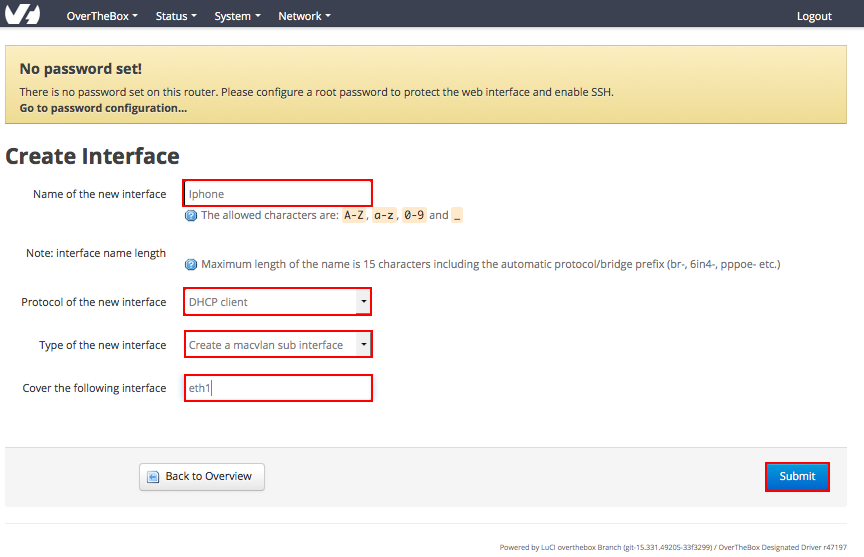 OverTheBox Status System Network Logout
No password set!
There is no password set on this router. Please configure a root password to protect the web interface and enable SSH.
Go to password configuration...
Create Interface
Name of the new interface Iphone
The allowed characters are: A-Z, a-z, 0-9 and _
Note: interface name length
Maximum length of the name is 15 characters including the automatic protocol/bridge prefix (br-, 6in4-, pppoe- etc.)
Protocol of the new interface DHCP client
Type of the new interface Create a macvlan sub interface
Cover the following interface eth1
Back to Overview Submit
Powered by LuCI overthebox Branch (git-15.331.49205-33f3299) / OverTheBox Designated Driver r47197